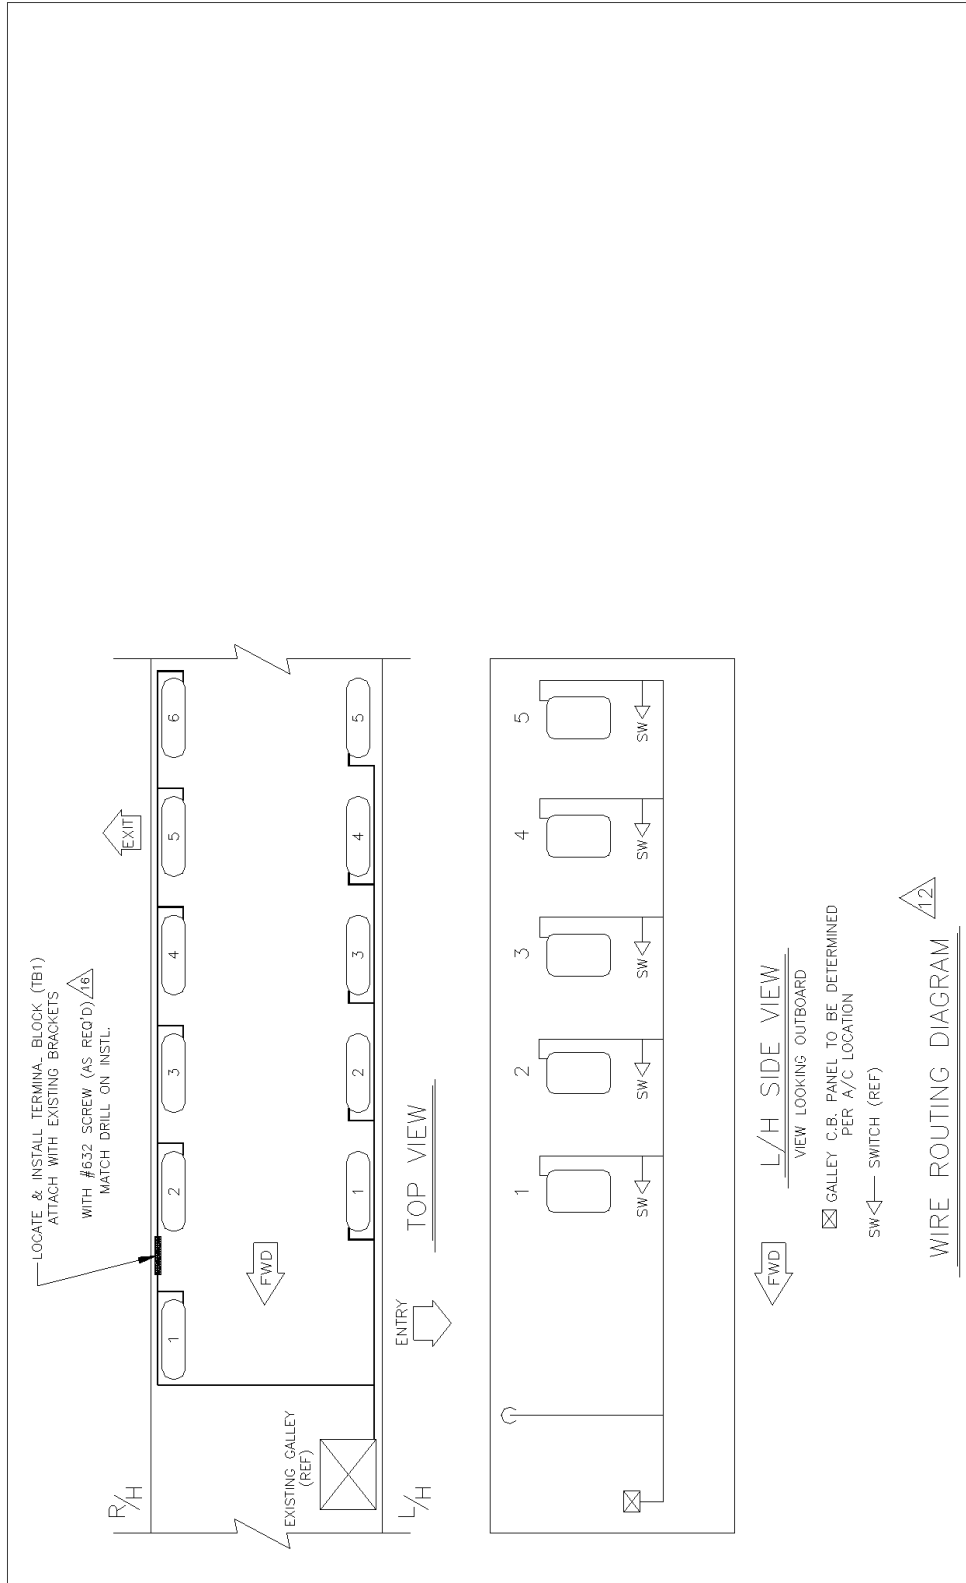 LOCATE & INSTALL TERMINA_ BLOCK (TB1)
ATTACH WITH EXISTING BRACKETS
WITH #632 SCREW (AS REQ'D) 16
MATCH DRILL ON INSTL.
R/H
1
2
3
4
5
6
EXIT
FWD
EXISTING GALLEY
(REF)
1
2
3
4
5
L/H
ENTRY
TOP VIEW
1
2
3
4
5
SW
SW
SW
SW
SW
FWD
L/H SIDE VIEW
VIEW LOOKING OUTBOARD
GALLEY C.B. PANEL TO BE DETERMINED
PER A/C LOCATION
SW SWITCH (REF)
WIRE ROUTING DIAGRAM 12